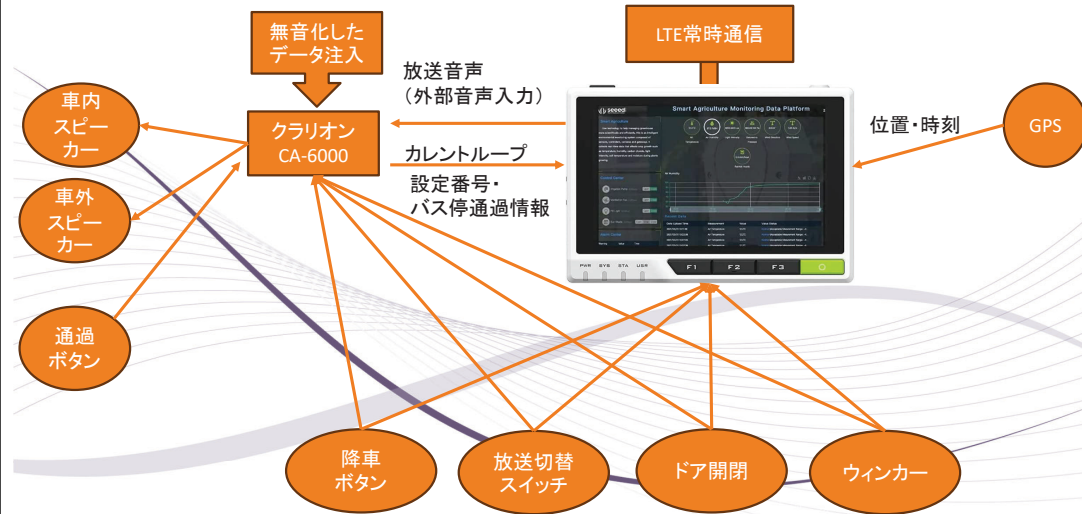 無音化した
データ注入
LTE常時通信
車内
スピー
カー
クラリオン
CA-6000
放送音声
(外部音声入力)
カレントループ
設定番号・
バス停通過情報
位置・時刻
GPS
車外
スピー
カー
通過
ボタン
seeed
Smart Agriculture Monitoring Data Platform
PWR SYS STA USR
F1 F2 F3
降車
ボタン
放送切替
スイッチ
ドア開閉
ウィンカー